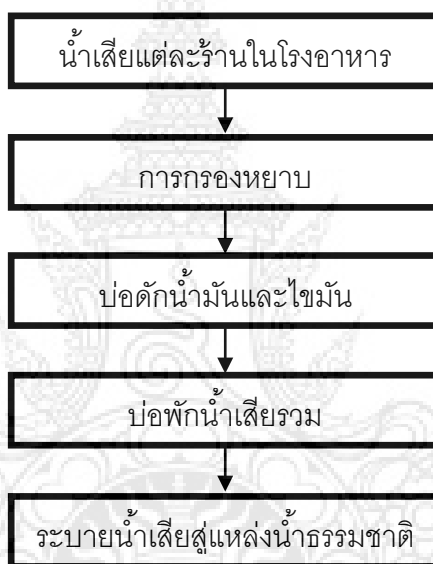 น้ำเสียแต่ละร้านในโรงอาหาร
การกรองหยาบ
บ่อดักน้ำมันและไขมัน
บ่อพักน้ำเสียรวม
ระบายน้ำเสียสู่แหล่งน้ำธรรมชาติ